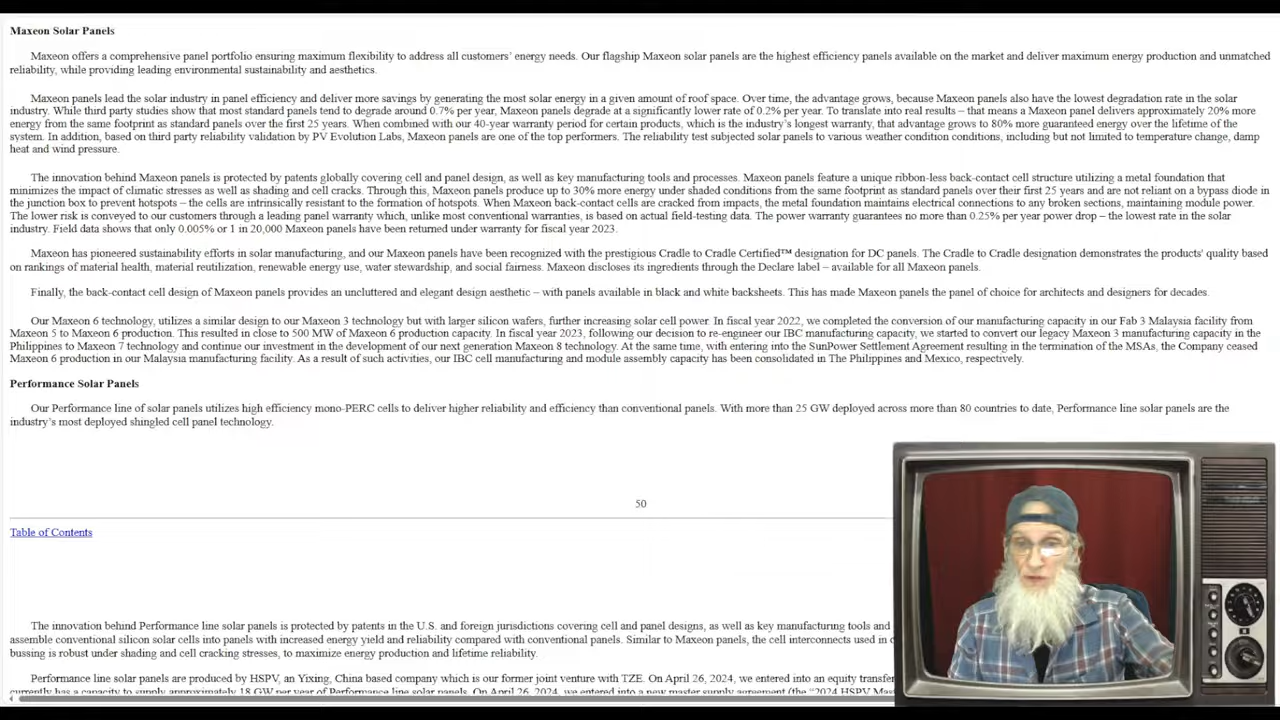 Maxeon Solar Panels
Maxeon offers a comprehensive panel portfolio ensuring maximum flexibility to address all customers' energy needs. Our flagship Maxeon solar panels are the highest efficiency panels available on the market and deliver maximum energy production and unmatched
reliability, while providing leading environmental sustainability and aesthetics.
Maxeon panels lead the solar industry in panel efficiency and deliver more savings by generating the most solar energy in a given amount of roof space. Over time, the advantage grows, because Maxeon panels also have the lowest degradation rate in the solar
industry. While third party studies show that most standard panels tend to degrade around 0.7% per year, Maxeon panels degrade at a significantly lower rate of 0.2% per year. To translate into real results – that means a Maxeon panel delivers approximately 20% more
energy from the same footprint as standard panels over the first 25 years. When combined with our 40-year warranty period for certain products, which is the industry's longest warranty, that advantage grows to 80% more guaranteed energy over the lifetime of the
system. In addition, based on third party reliability validation by PV Evolution Labs, Maxeon panels are one of the top performers. The reliability test subjected solar panels to various weather condition conditions, including but not limited to temperature change, damp
heat and wind pressure.
The innovation behind Maxeon panels is protected by patents globally covering cell and panel design, as well as key manufacturing tools and processes. Maxeon panels feature a unique ribbon-less back-contact cell structure utilizing a metal foundation that
minimizes the impact of climatic stresses as well as shading and cell cracks. Through this, Maxeon panels produce up to 30% more energy under shaded conditions from the same footprint as standard panels over their first 25 years and are not reliant on a bypass diode in
the junction box to prevent hotspots – the cells are intrinsically resistant to the formation of hotspots. When Maxeon back-contact cells are cracked from impacts, the metal foundation maintains electrical connections to any broken sections, maintaining module power.
The lower risk is conveyed to our customers through a leading panel warranty which, unlike most conventional warranties, is based on actual field-testing data. The power warranty guarantees no more than 0.25% per year power drop – the lowest rate in the solar
industry. Field data shows that only 0.005% or 1 in 20,000 Maxeon panels have been returned under warranty for fiscal year 2023.
Maxeon has pioneered sustainability efforts in solar manufacturing, and our Maxeon panels have been recognized with the prestigious Cradle to Cradle Certified™ designation for DC panels. The Cradle to Cradle designation demonstrates the products' quality based
on rankings of material health, material reutilization, renewable energy use, water stewardship, and social fairness. Maxeon discloses its ingredients through the Declare label – available for all Maxeon panels.
Finally, the back-contact cell design of Maxeon panels provides an uncluttered and elegant design aesthetic – with panels available in black and white backsheets. This has made Maxeon panels the panel of choice for architects and designers for decades.
Our Maxeon 6 technology, utilizes a similar design to our Maxeon 3 technology but with larger silicon wafers, further increasing solar cell power. In fiscal year 2022, we completed the conversion of our manufacturing capacity in our Fab 3 Malaysia facility from
Maxeon 5 to Maxeon 6 production. This resulted in close to 500 MW of Maxeon 6 production capacity. In fiscal year 2023, following our decision to re-engineer our IBC manufacturing capacity, we started to convert our legacy Maxeon 3 manufacturing capacity in the
Philippines to Maxeon 7 technology and continue our investment in the development of our next generation Maxeon 8 technology. At the same time, with entering into the SunPower Settlement Agreement resulting in the termination of the MSAs, the Company ceased
Maxeon 6 production in our Malaysia manufacturing facility. As a result of such activities, our IBC cell manufacturing and module assembly capacity has been consolidated in The Philippines and Mexico, respectively.
Performance Solar Panels
Our Performance line of solar panels utilizes high efficiency mono-PERC cells to deliver higher reliability and efficiency than conventional panels. With more than 25 GW deployed across more than 80 countries to date, Performance line solar panels are the
industry's most deployed shingled cell panel technology.
50
Table of Contents
The innovation behind Performance line solar panels is protected by patents in the U.S. and foreign jurisdictions covering cell and panel designs, as well as key manufacturing tools and
assemble conventional silicon solar cells into panels with increased energy yield and reliability compared with conventional panels. Similar to Maxeon panels, the cell interconnects used in
bussing is robust under shading and cell cracking stresses, to maximize energy production and lifetime reliability.
Performance line solar panels are produced by HSPV, an Yixing, China based company which is our former joint venture with TZE. On April 26, 2024, we entered into an equity
currently has a capacity to supply approximately 18 GW per year of Performance line solar panels. On April 26, 2024, we entered into a new master supply agreement (the "2024 HSPV